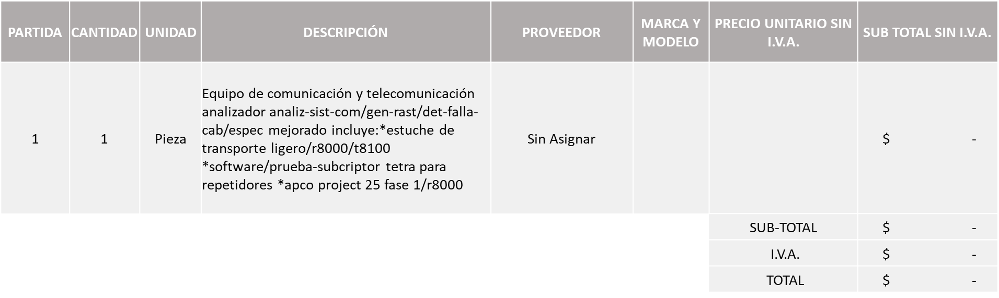 PARTIDA CANTIDAD UNIDAD DESCRIPCIÓN PROVEEDOR MARCA Y MODELO PRECIO UNITARIO SIN I.V.A. SUB TOTAL SIN I.V.A.
1 1 Pieza
Equipo de comunicación y telecomunicación
analizador analiz-sist-com/gen-rast/det-falla-
cab/espec mejorado incluye:*estuche de
transporte ligero/r8000/t8100
*software/prueba-subcriptor tetra para
repetidores *apco project 25 fase 1/r8000
Sin Asignar $ -
SUB-TOTAL $ -
I.V.A. $ -
TOTAL $ -